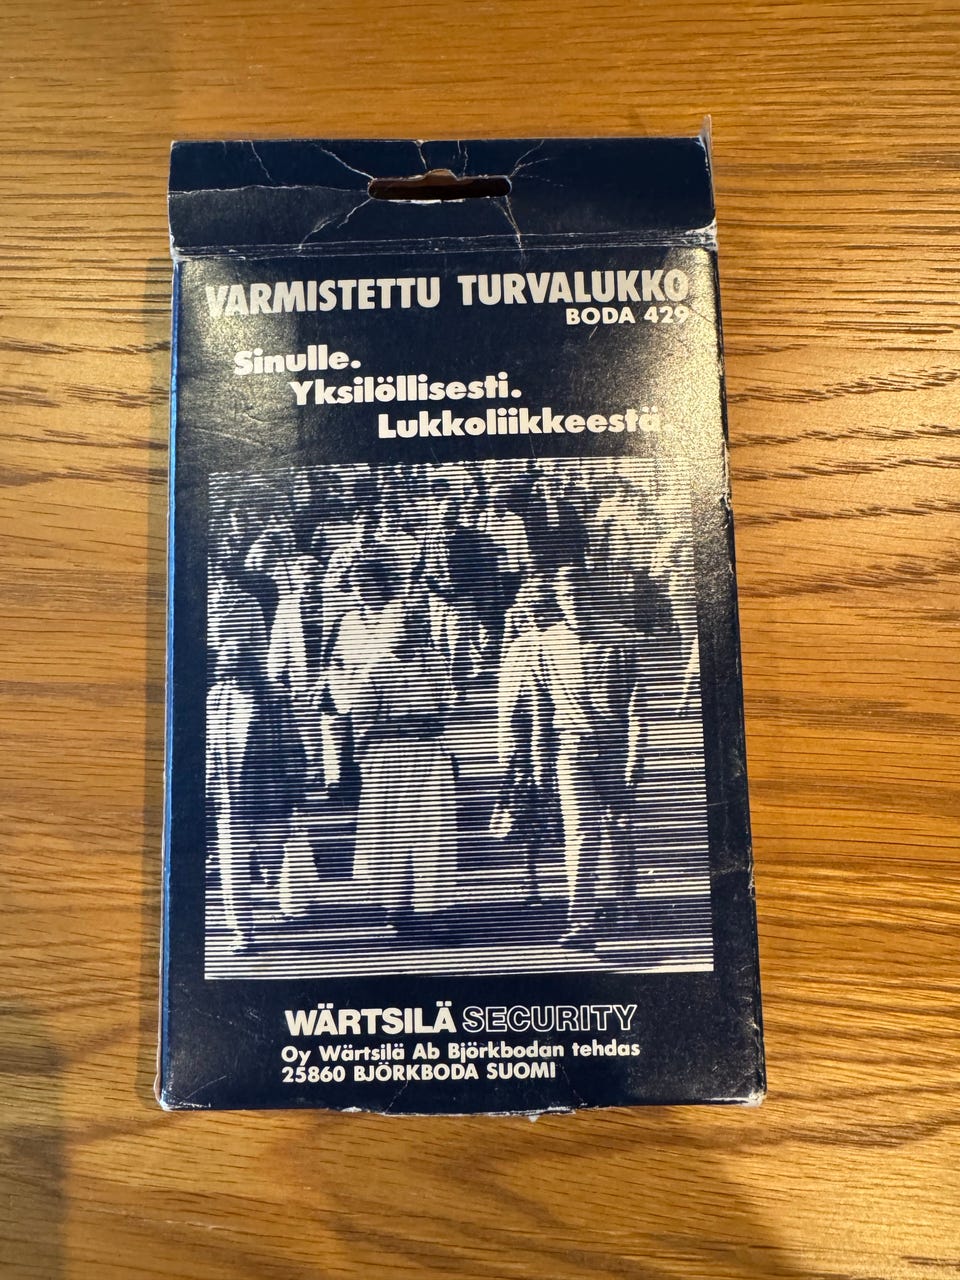 VARMISTETTU TURVALUKKO
BODA 429
Sinulle.
Yksilöllisesti.
Lukkoliikkeestä.
WÄRTSILÄ SECURITY
Oy Wärtsilä Ab Björkbodan tehdas
25860 BJÖRKBODA SUOMI